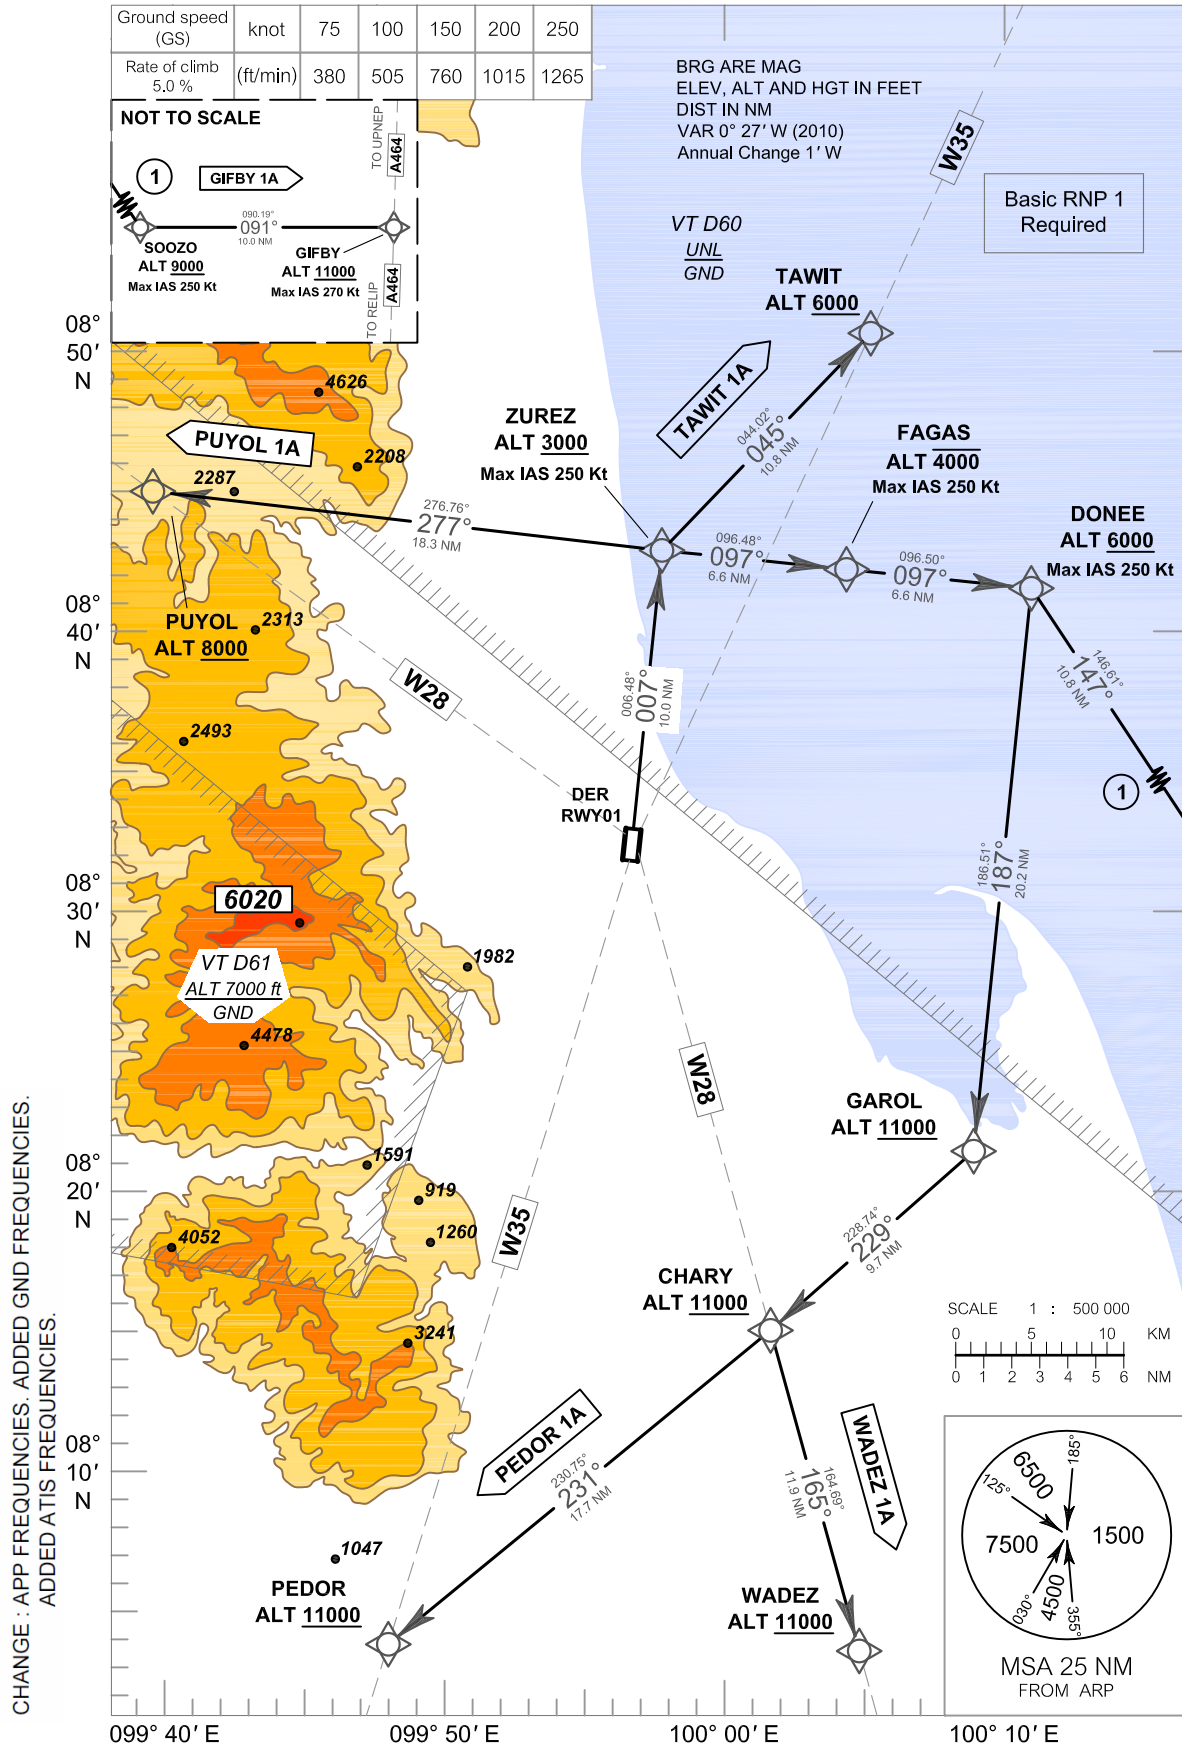 Ground speed (GS) knot 75 100 150 200 250
Rate of climb 5.0 % (ft/min) 380 505 760 1015 1265
NOT TO SCALE
1
GIFBY 1A
TO UPNEP
A464
090.19°
091°
10.0 NM
SOOZO
ALT 9000
Max IAS 250 Kt
GIFBY
ALT 11000
Max IAS 270 Kt
TO RELIP
A464
BRG ARE MAG
ELEV, ALT AND HGT IN FEET
DIST IN NM
VAR 0° 27′ W (2010)
Annual Change 1′ W
W35
Basic RNP 1
Required
VT D60
UNL
GND
TAWIT
ALT 6000
08°
50′
N
4626
2208
2287
PUYOL 1A
TAWIT 1A
044.02°
045°
10.8 NM
ZUREZ
ALT 3000
Max IAS 250 Kt
FAGAS
ALT 4000
Max IAS 250 Kt
DONEE
ALT 6000
Max IAS 250 Kt
276.76°
277°
18.3 NM
096.48°
097°
6.6 NM
096.50°
097°
6.6 NM
08°
40′
N
PUYOL
ALT 8000
2313
W28
006.48°
007°
10.0 NM
146.61°
147°
10.8 NM
2493
DER
RWY01
1
186.51°
187°
20.2 NM
08°
30′
N
6020
VT D61
ALT 7000 ft
GND
1982
4478
W28
GAROL
ALT 11000
08°
20′
N
1591
919
1260
4052
W35
228.74°
229°
9.7 NM
CHARY
ALT 11000
3241
SCALE 1 : 500 000
0 5 10 KM
0 1 2 3 4 5 6 NM
08°
10′
N
PEDOR 1A
230.75°
231°
17.7 NM
164.69°
165°
11.9 NM
WADEZ 1A
1047
PEDOR
ALT 11000
WADEZ
ALT 11000
6500
125°
185°
7500
1500
030°
4500
355°
MSA 25 NM
FROM ARP
099° 40′ E 099° 50′ E 100° 00′ E 100° 10′ E
CHANGE : APP FREQUENCIES. ADDED GND FREQUENCIES.
ADDED ATIS FREQUENCIES.